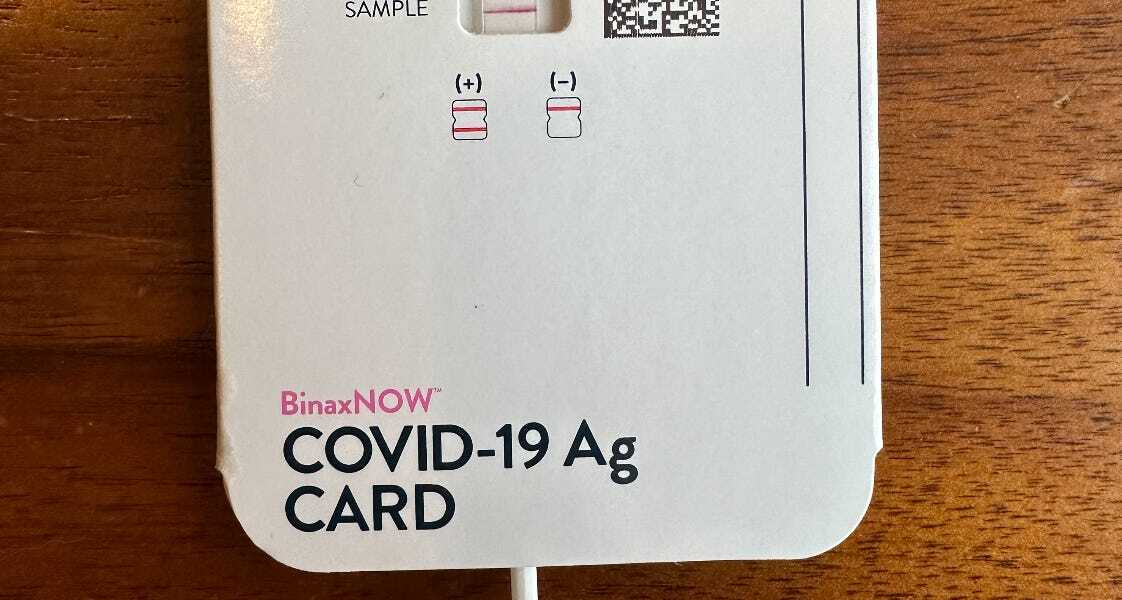 SAMPLE
(+) (-)
BinaxNOW™
COVID-19 Ag
CARD